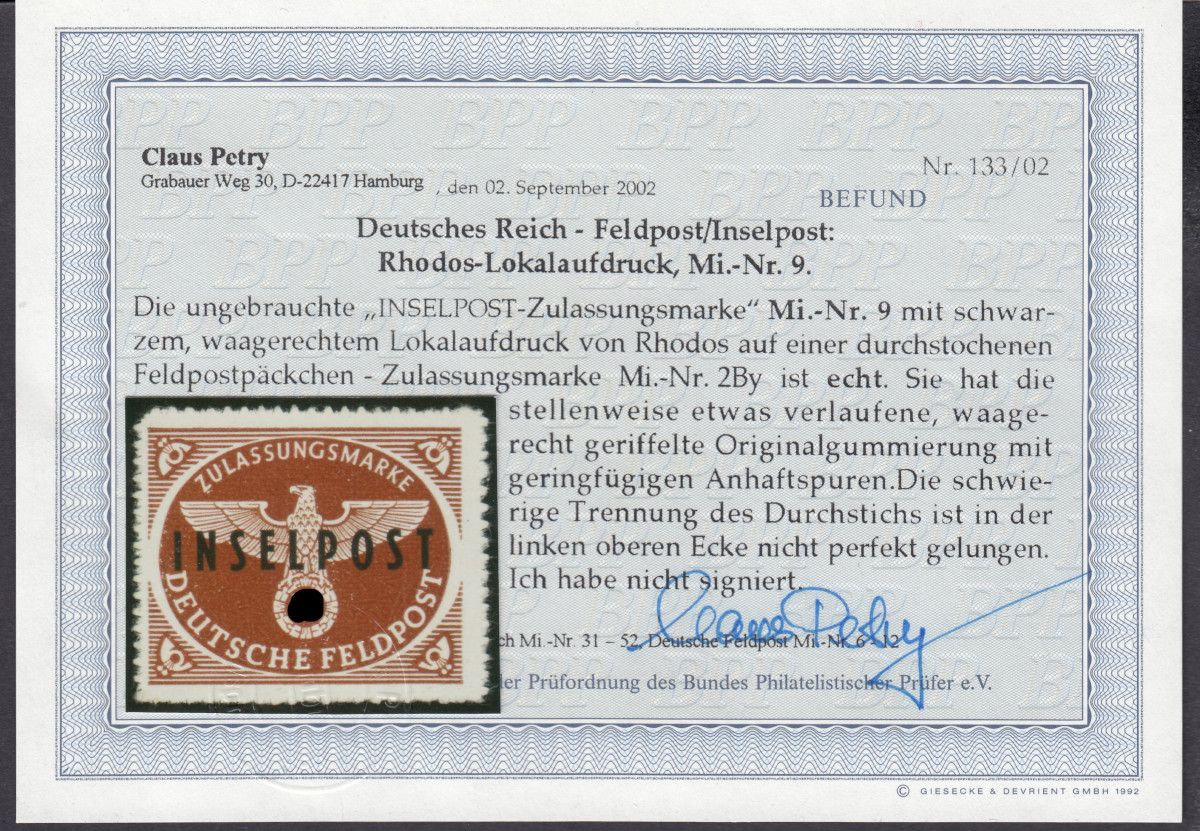 Claus Petry
Grabauer Weg 30, D-22417 Hamburg , den 02. September 2002
Nr. 133/02
BEFUND
Deutsches Reich - Feldpost/Inselpost:
Rhodos-Lokalaufdruck, Mi.-Nr. 9.
Die ungebrauchte „INSELPOST-Zulassungsmarke“ Mi.-Nr. 9 mit schwar-
zem, waagerechtem Lokalaufdruck von Rhodos auf einer durchstochenen
Feldpostpäckchen - Zulassungsmarke Mi.-Nr. 2By ist echt. Sie hat die
stellenweise etwas verlaufene, waage-
recht geriffelte Originalgummierung mit
geringfügigen Anhaftspuren.Die schwie-
rige Trennung des Durchstichs ist in der
linken oberen Ecke nicht perfekt gelungen.
Ich habe nicht signiert.
Claus Petry
ch Mi.-Nr. 31 – 52, Deutsche Feldpost Mi.-Nr. 6 - 12
der Prüfordnung des Bundes Philatelistischer Prüfer e.V.
ZULASSUNGSMARKE
INSELPOST
DEUTSCHE FELDPOST
© GIESECKE & DEVRIENT GMBH 1992
BPP